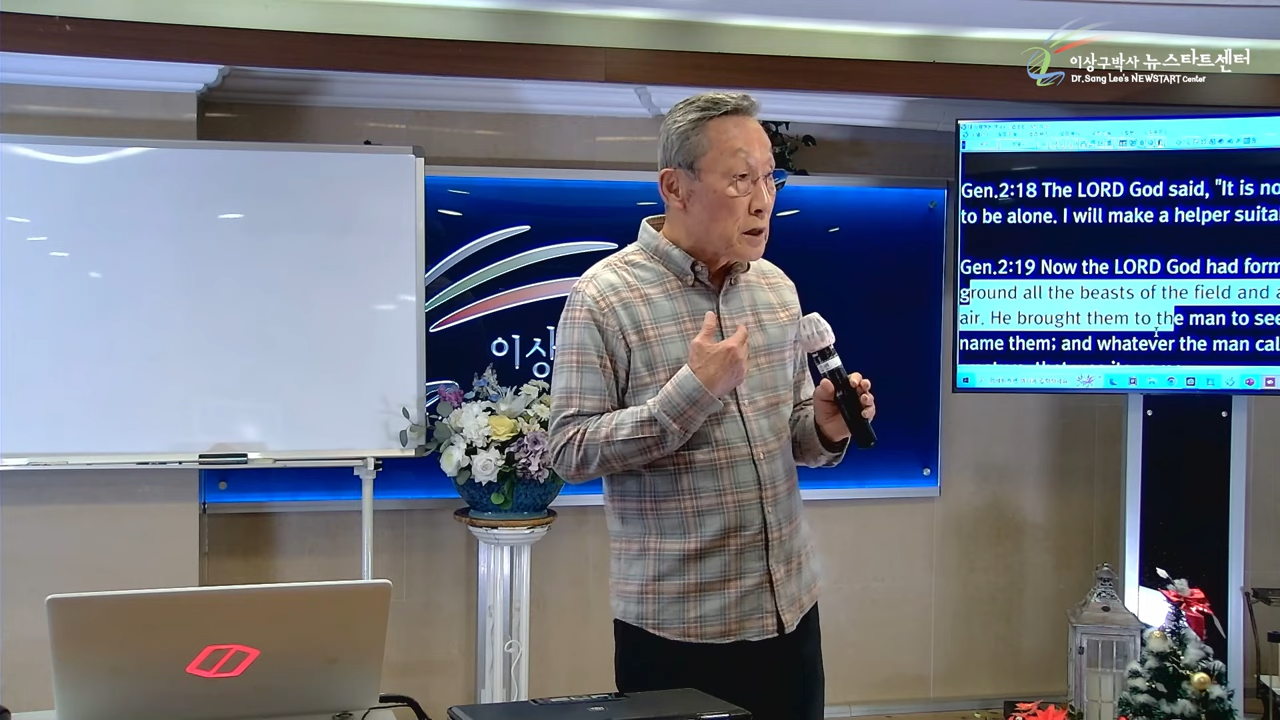 이상구박사 뉴스타트센터
Dr.Sang Lee's NEWSTART Center
Gen.2:18 The LORD God said, "It is no
to be alone. I will make a helper suita
Gen.2:19 Now the LORD God had form
ground all the beasts of the field and a
air. He brought them to the man to see
name them; and whatever the man cal
이상